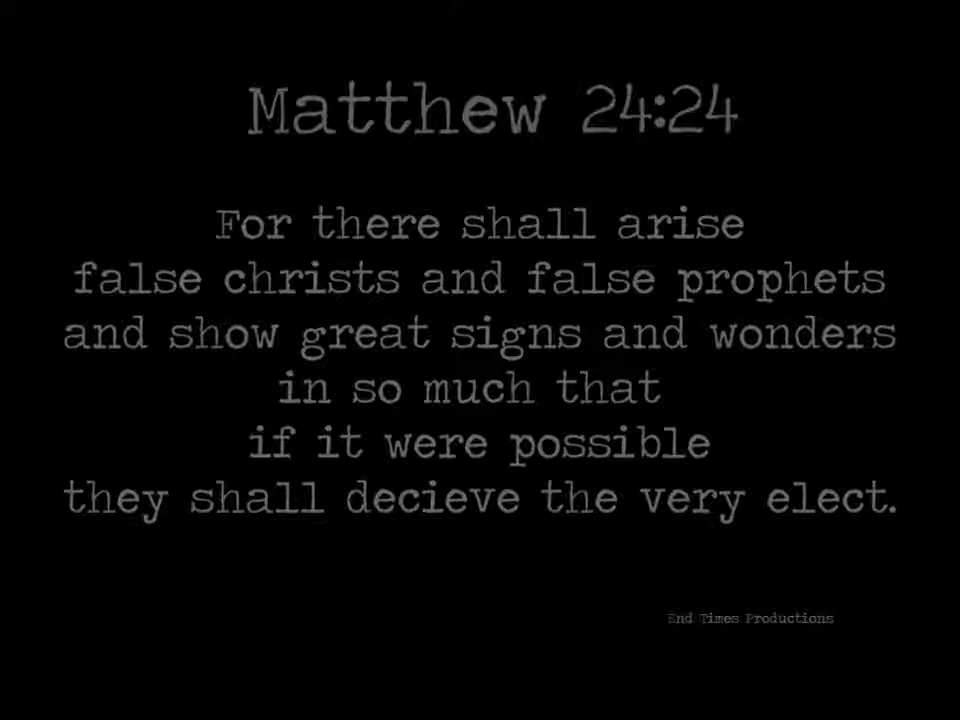 Matthew 24:24
For there shall arise
false christs and false prophets
and show great signs and wonders
in so much that
if it were possible
they shall decieve the very elect.
End Times Productions